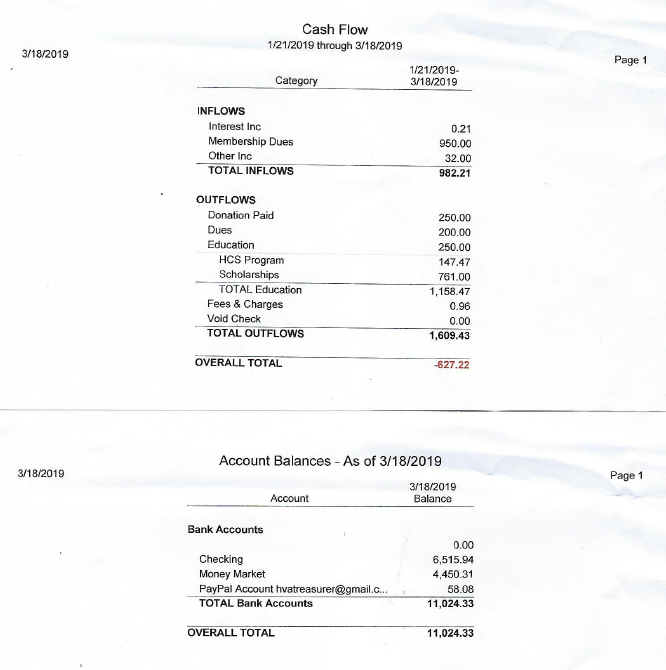 Cash Flow
1/21/2019 through 3/18/2019
3/18/2019
Page 1
1/21/2019-
Category 3/18/2019
INFLOWS
Interest Inc 0.21
Membership Dues 950.00
Other Inc 32.00
TOTAL INFLOWS 982.21
OUTFLOWS
Donation Paid 250.00
Dues 200.00
Education 250.00
HCS Program 147.47
Scholarships 761.00
TOTAL Education 1,158.47
Fees & Charges 0.96
Void Check 0.00
TOTAL OUTFLOWS 1,609.43
OVERALL TOTAL -627.22
Account Balances - As of 3/18/2019
3/18/2019
Page 1
3/18/2019
Account Balance
Bank Accounts
0.00
Checking 6,515.94
Money Market 4,450.31
PayPal Account hvatreasurer@gmail.c... 58.08
TOTAL Bank Accounts 11,024.33
OVERALL TOTAL 11,024.33